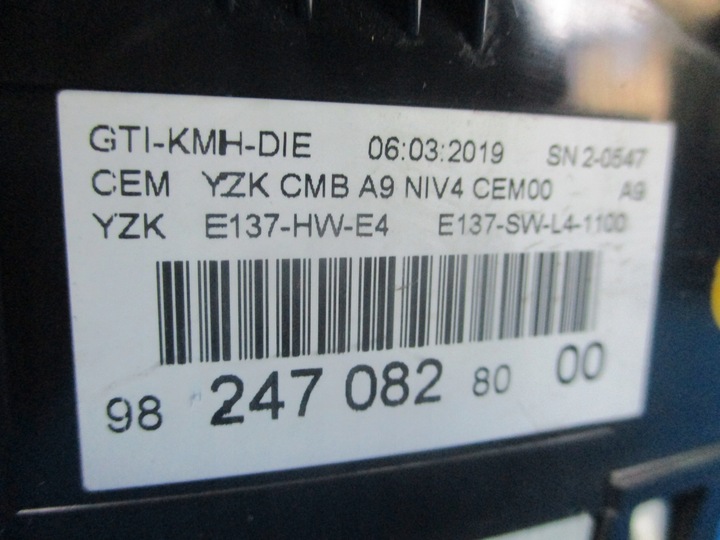 GTI-KMH-DIE 06:03:2019 SN 2-0547
CEM YZK CMB A9 NIV4 CEM00 A9
YZK E137-HW-E4 E137-SW-L4-1100
98 247 082 80 00